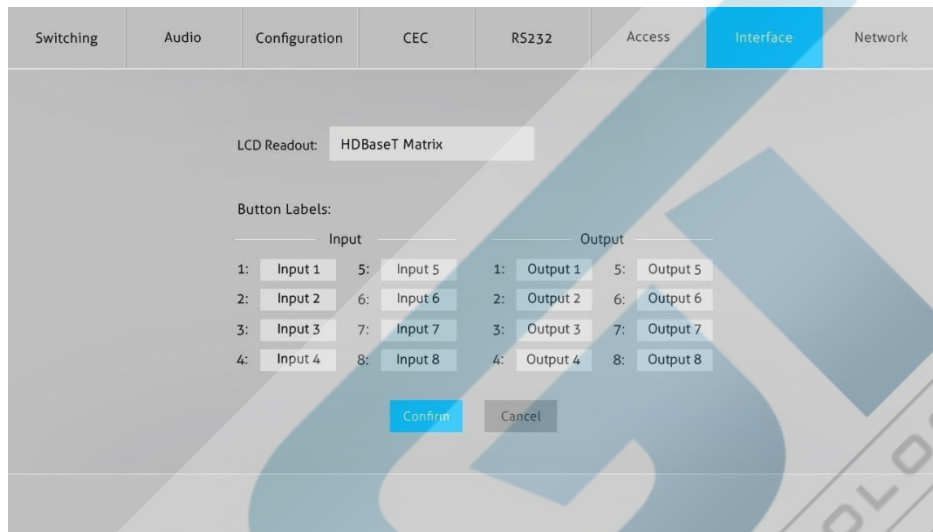 Switching Audio Configuration CEC RS232 Access Interface Network
LCD Readout: HDBaseT Matrix
Button Labels:
Input Output
1: Input 1 5: Input 5 1: Output 1 5: Output 5
2: Input 2 6: Input 6 2: Output 2 6: Output 6
3: Input 3 7: Input 7 3: Output 3 7: Output 7
4: Input 4 8: Input 8 4: Output 4 8: Output 8
Confirm Cancel